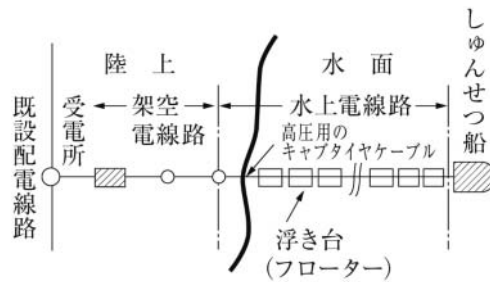 陸 上
水 面
しゅんせつ船
既設配電線路
受電所
架空
電線路
水上電線路
高圧用の
キャブタイヤケーブル
浮き台
(フローター)